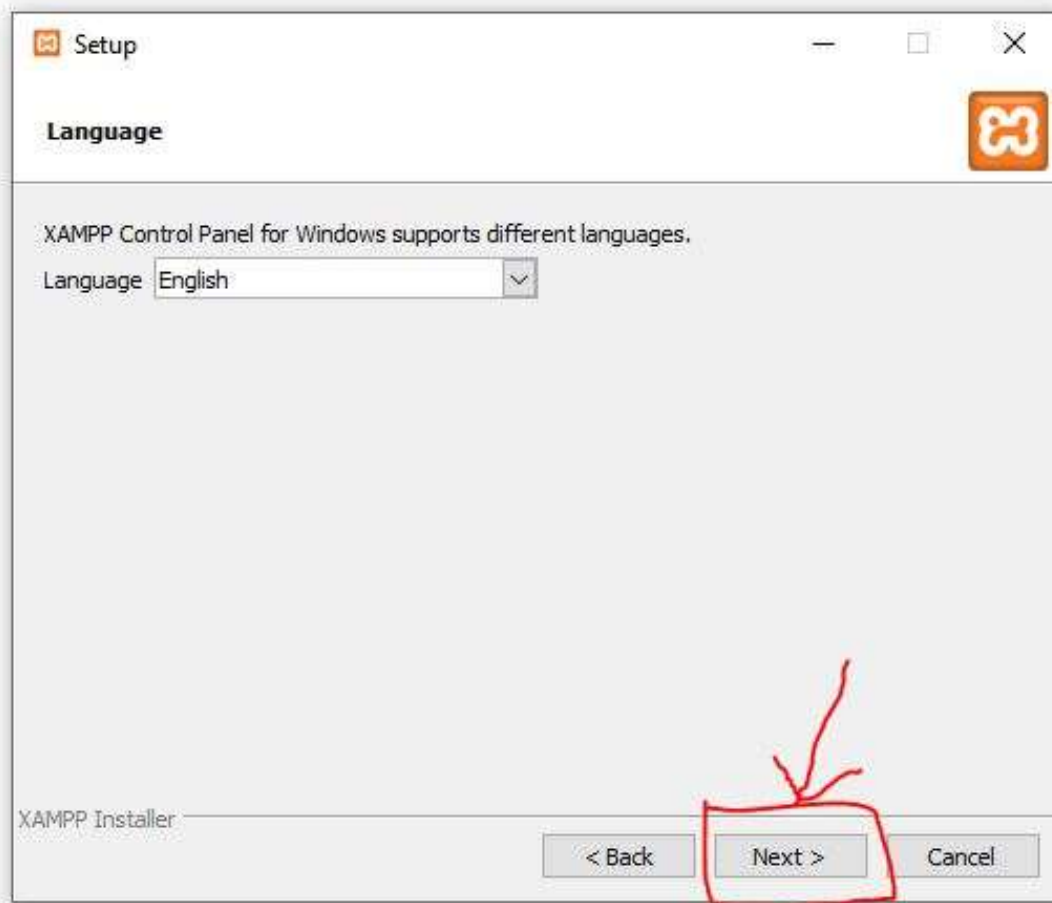 Setup
Language
XAMPP Control Panel for Windows supports different languages.
Language English
XAMPP Installer
< Back Next > Cancel